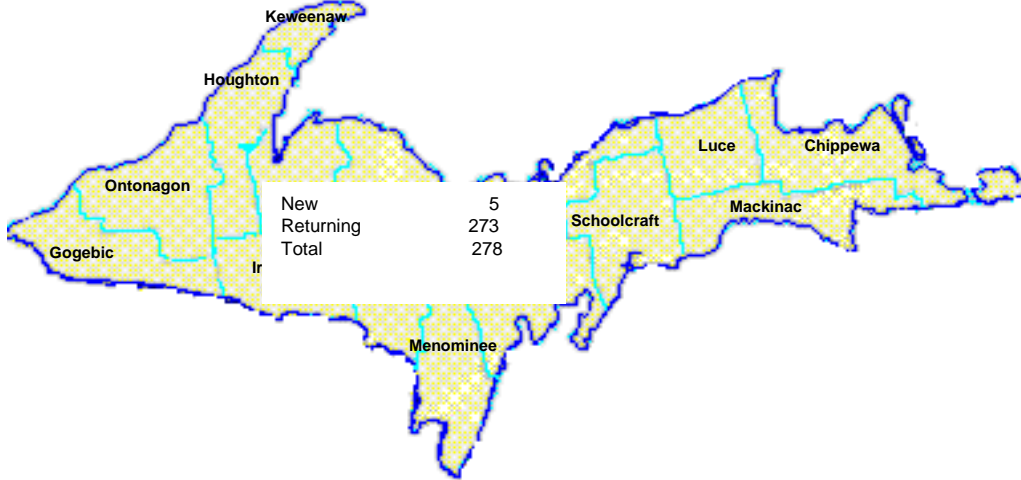 Keweenaw
Houghton
Luce
Chippewa
Ontonagon
New 5
Returning 273
Total 278
Schoolcraft
Mackinac
Gogebic
Menominee